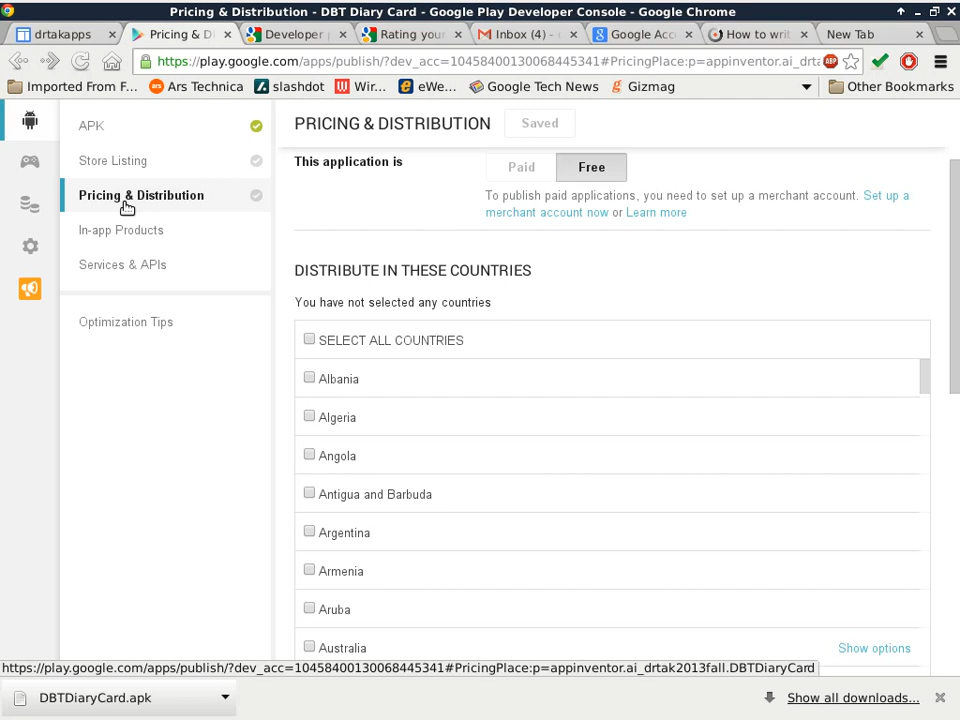 Pricing & Distribution - DBT Diary Card - Google Play Developer Console - Google Chrome
drtakapps
Pricing & D
Developer
Rating your
Inbox (4) -
Google Acc
How to writ
New Tab
https://play.google.com/apps/publish/?dev_acc=10458400130068445341#PricingPlace:p=appinventor.ai_drta
ABP
Imported From F...
Ars Technica
slashdot
Wir...
eWe...
Google Tech News
Gizmag
Other Bookmarks
APK
Store Listing
Pricing & Distribution
In-app Products
Services & APIs
Optimization Tips
PRICING & DISTRIBUTION
Saved
This application is
Paid
Free
To publish paid applications, you need to set up a merchant account. Set up a
merchant account now or Learn more
DISTRIBUTE IN THESE COUNTRIES
You have not selected any countries
SELECT ALL COUNTRIES
Albania
Algeria
Angola
Antigua and Barbuda
Argentina
Armenia
Aruba
Australia
Show options
https://play.google.com/apps/publish/?dev_acc=10458400130068445341#PricingPlace:p=appinventor.ai_drtak2013fall.DBTDiaryCard
DBTDiaryCard.apk
Show all downloads...